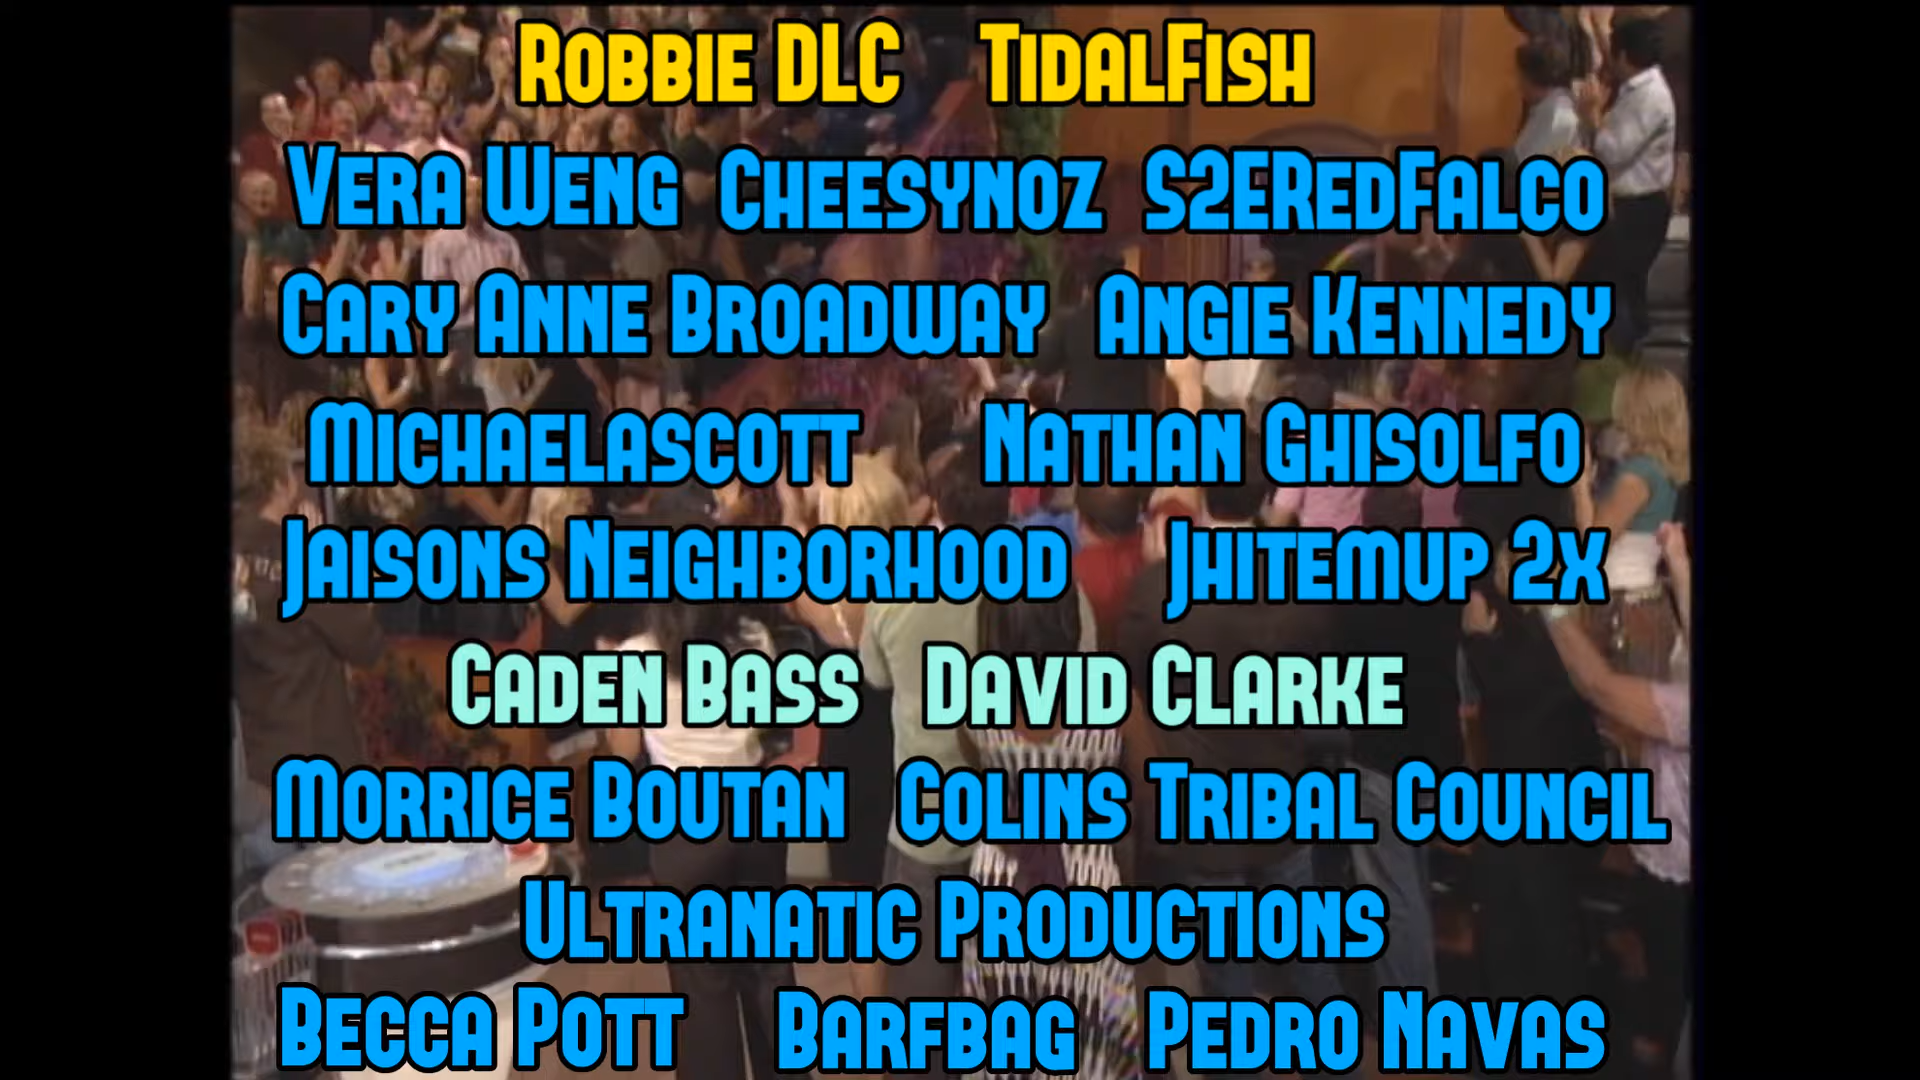 Robbie DLC TidalFish
Vera Weng Cheesynoz S2ERedFalco
Cary Anne Broadway Angie Kennedy
Michaelascott Nathan Ghisolfo
Jaisons Neighborhood Jhitemup 2x
Caden Bass David Clarke
Morrice Boutan Colins Tribal Council
Ultranatic Productions
Becca Pott Barfbag Pedro Navas